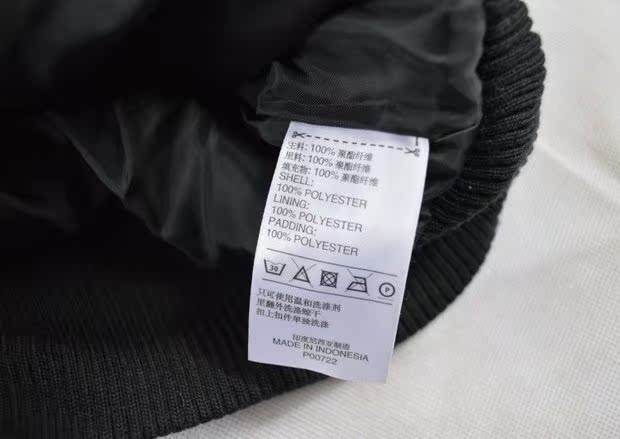 主料: 100% 聚酯纤维
里料: 100% 聚酯纤维
填充物: 100% 聚酯纤维
SHELL:
100% POLYESTER
LINING:
100% POLYESTER
PADDING:
100% POLYESTER
30 P
只可使用温和洗涤剂
里翻外洗涤晾干
扣上扣件单独洗涤
印度尼西亚制造
MADE IN INDONESIA
P00722